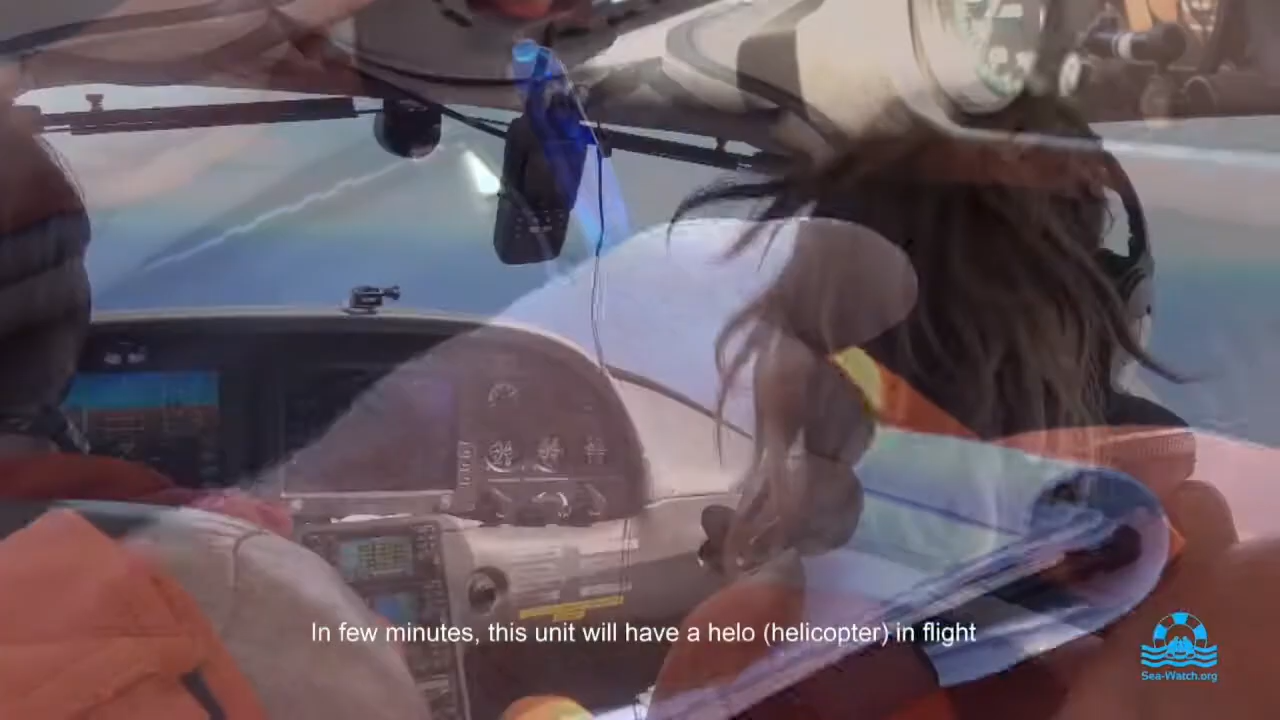 In few minutes, this unit will have a helo (helicopter) in flight
Sea-Watch.org